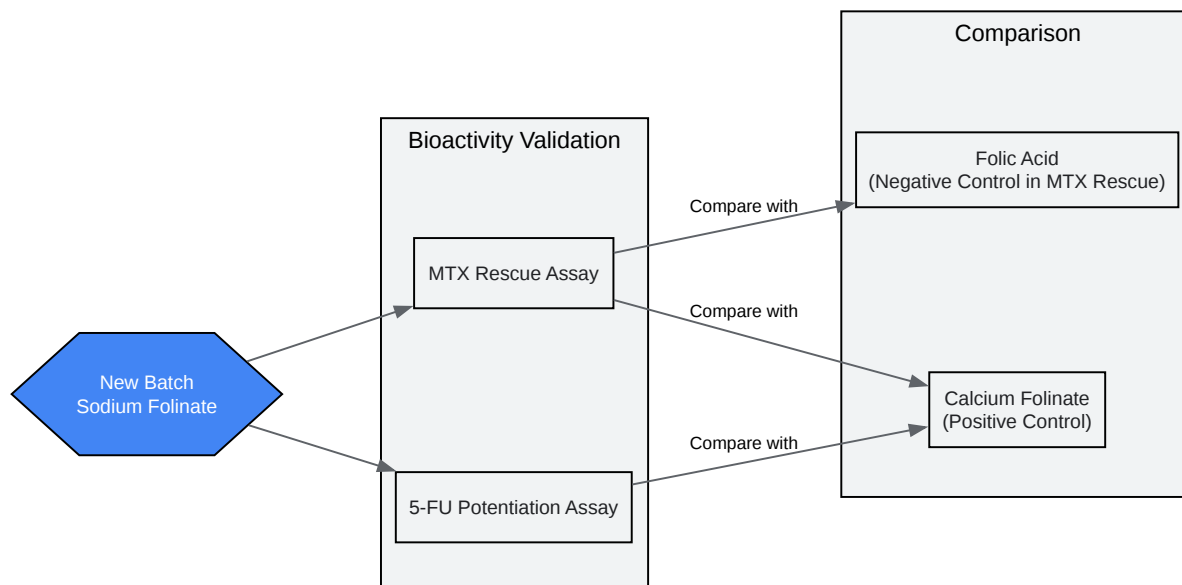 Comparison
Bioactivity Validation
Folic Acid
(Negative Control in MTX Rescue)
Compare with
MTX Rescue Assay
Compare with
New Batch
Sodium Folinate
Calcium Folinate
(Positive Control)
Compare with
5-FU Potentiation Assay